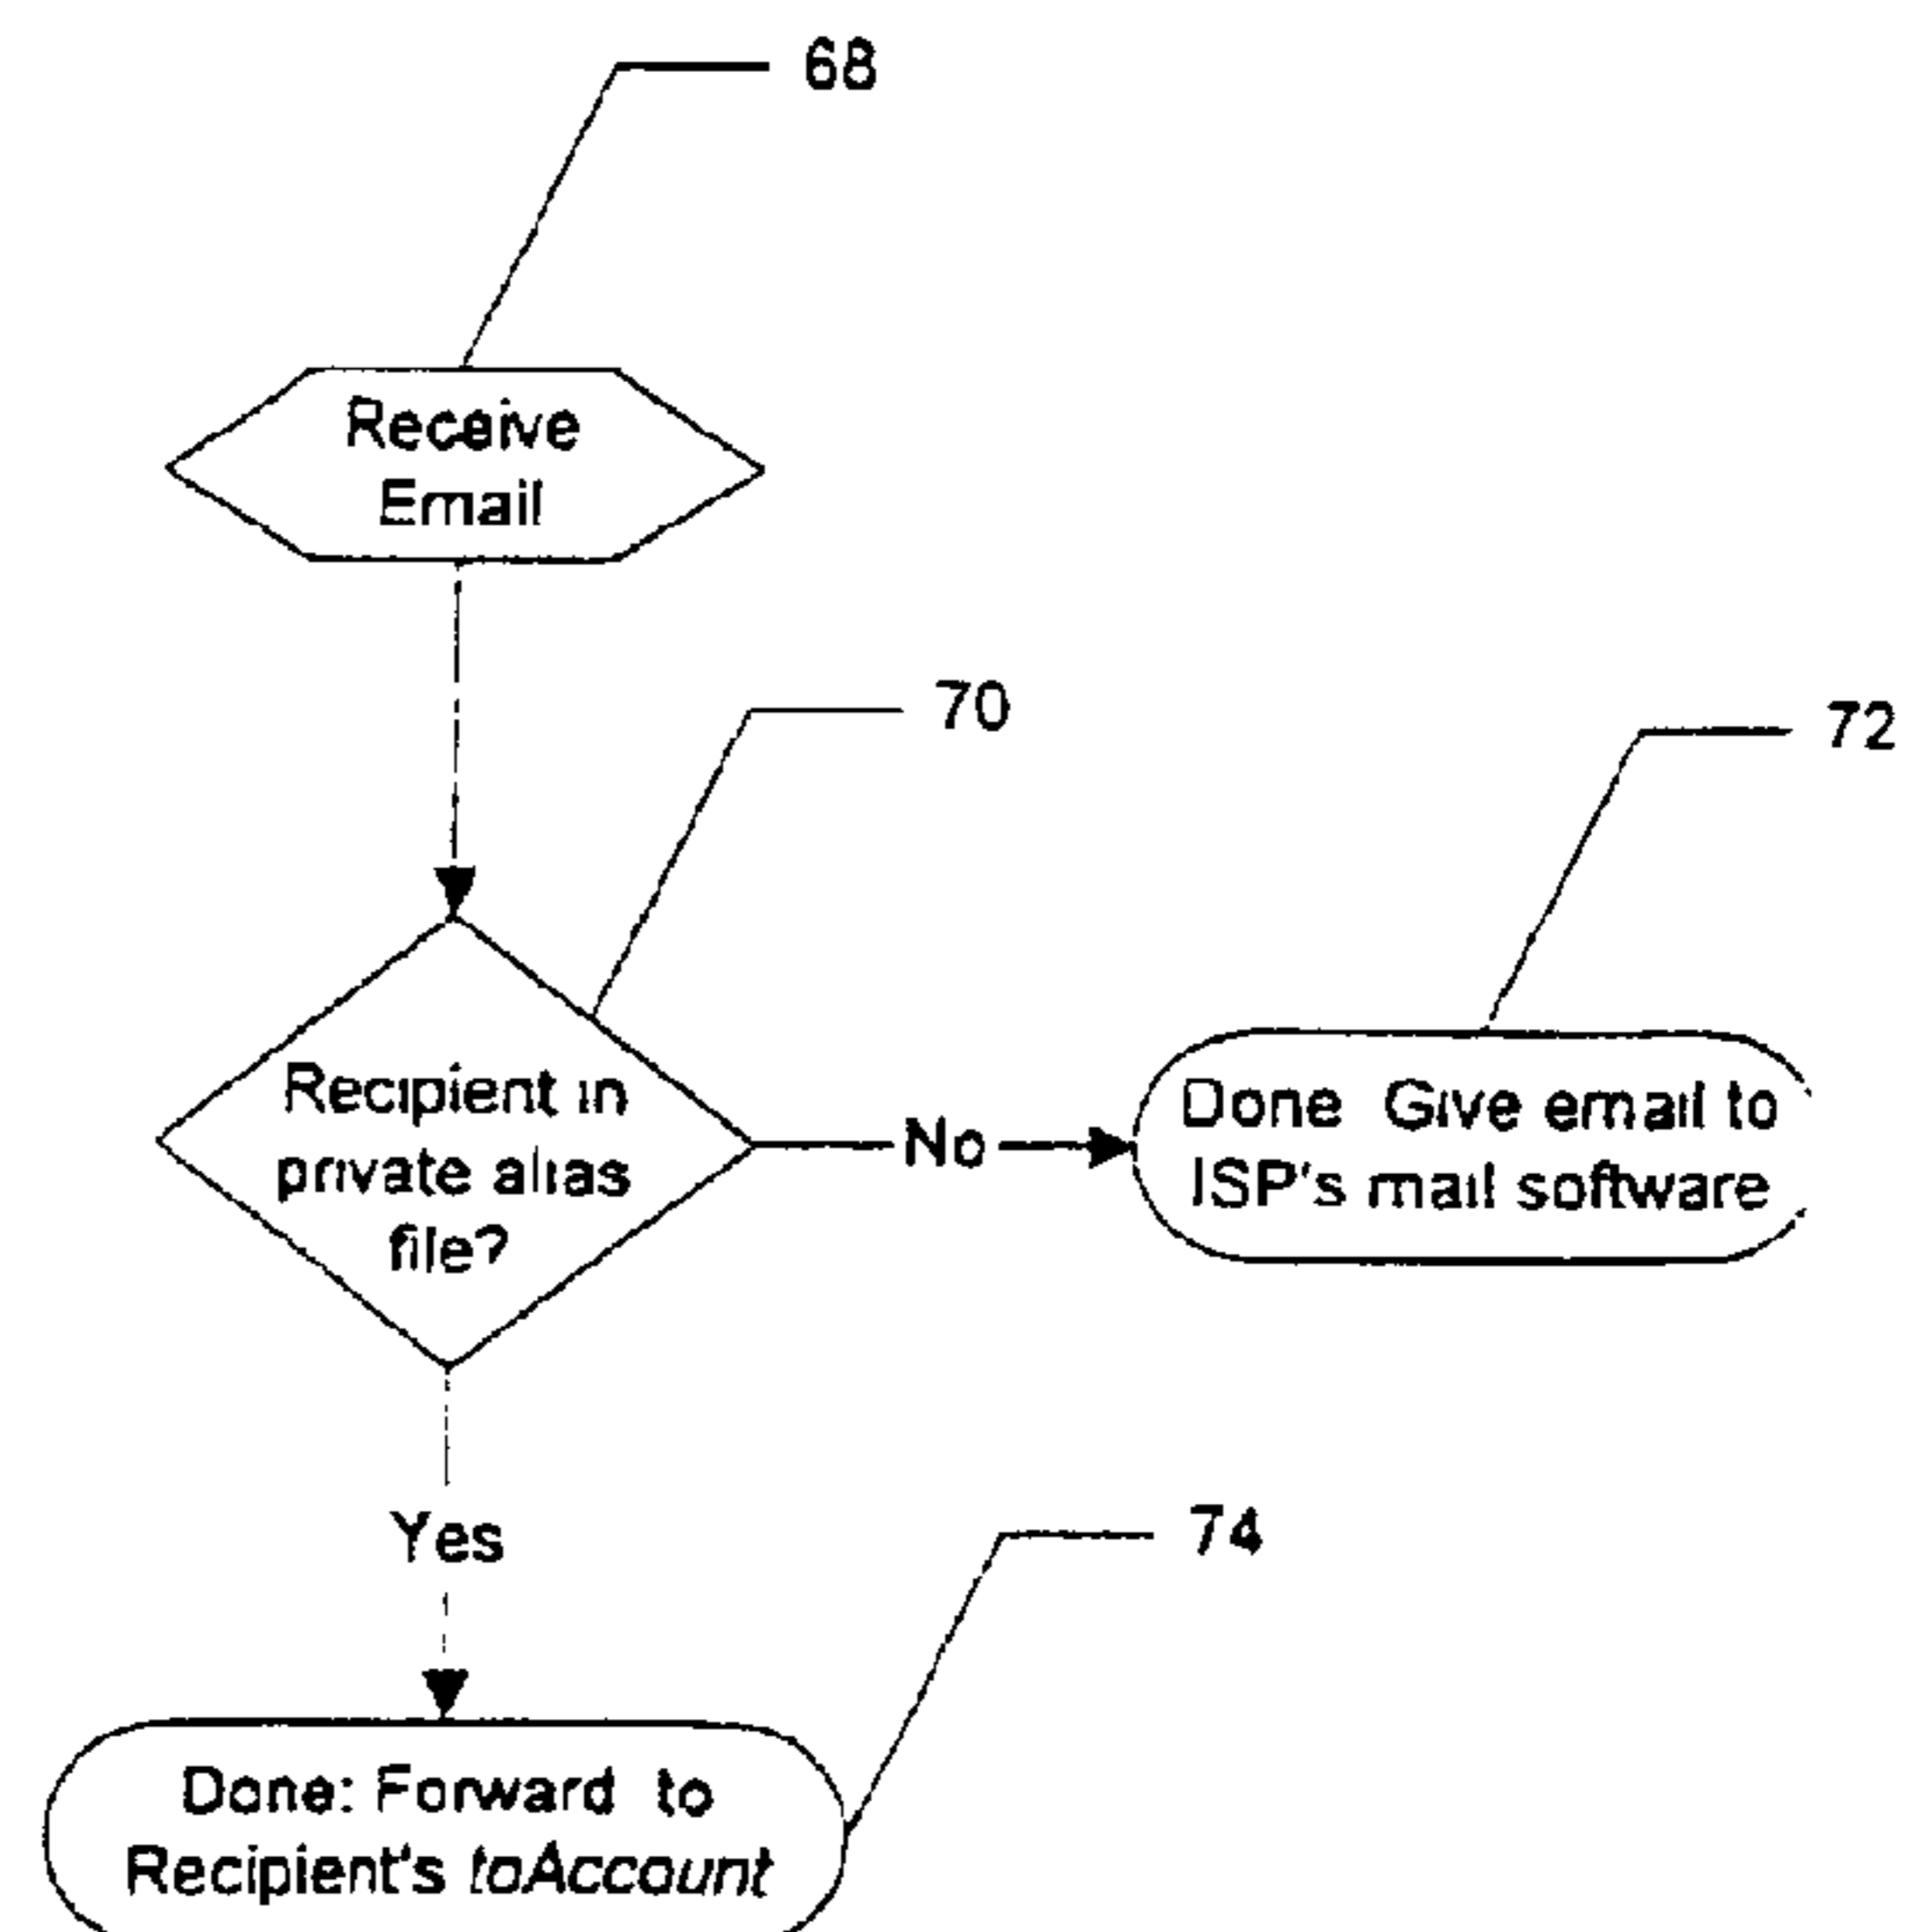 68
Receive
Email
70
72
Recipient in
private alias
file?
No
Done Give email to
ISP's mail software
Yes
74
Done: Forward to
Recipient's toAccount